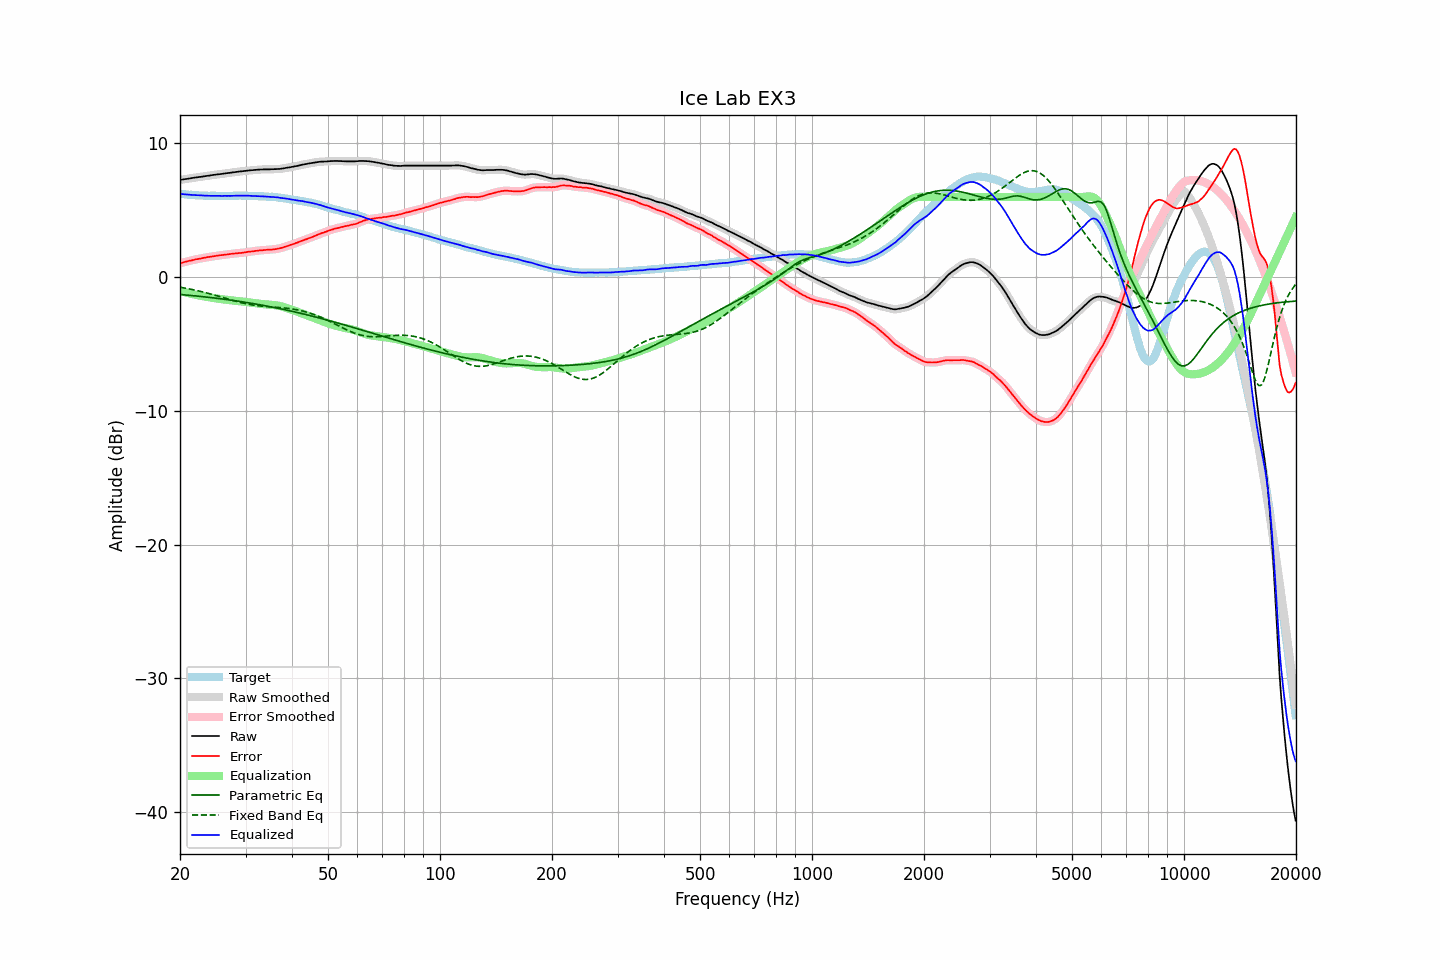 Ice Lab EX3
Amplitude (dBr)
10
0
−10
−20
−30
−40
Target
Raw Smoothed
Error Smoothed
Raw
Error
Equalization
Parametric Eq
Fixed Band Eq
Equalized
20 50 100 200 500 1000 2000 5000 10000 20000
Frequency (Hz)